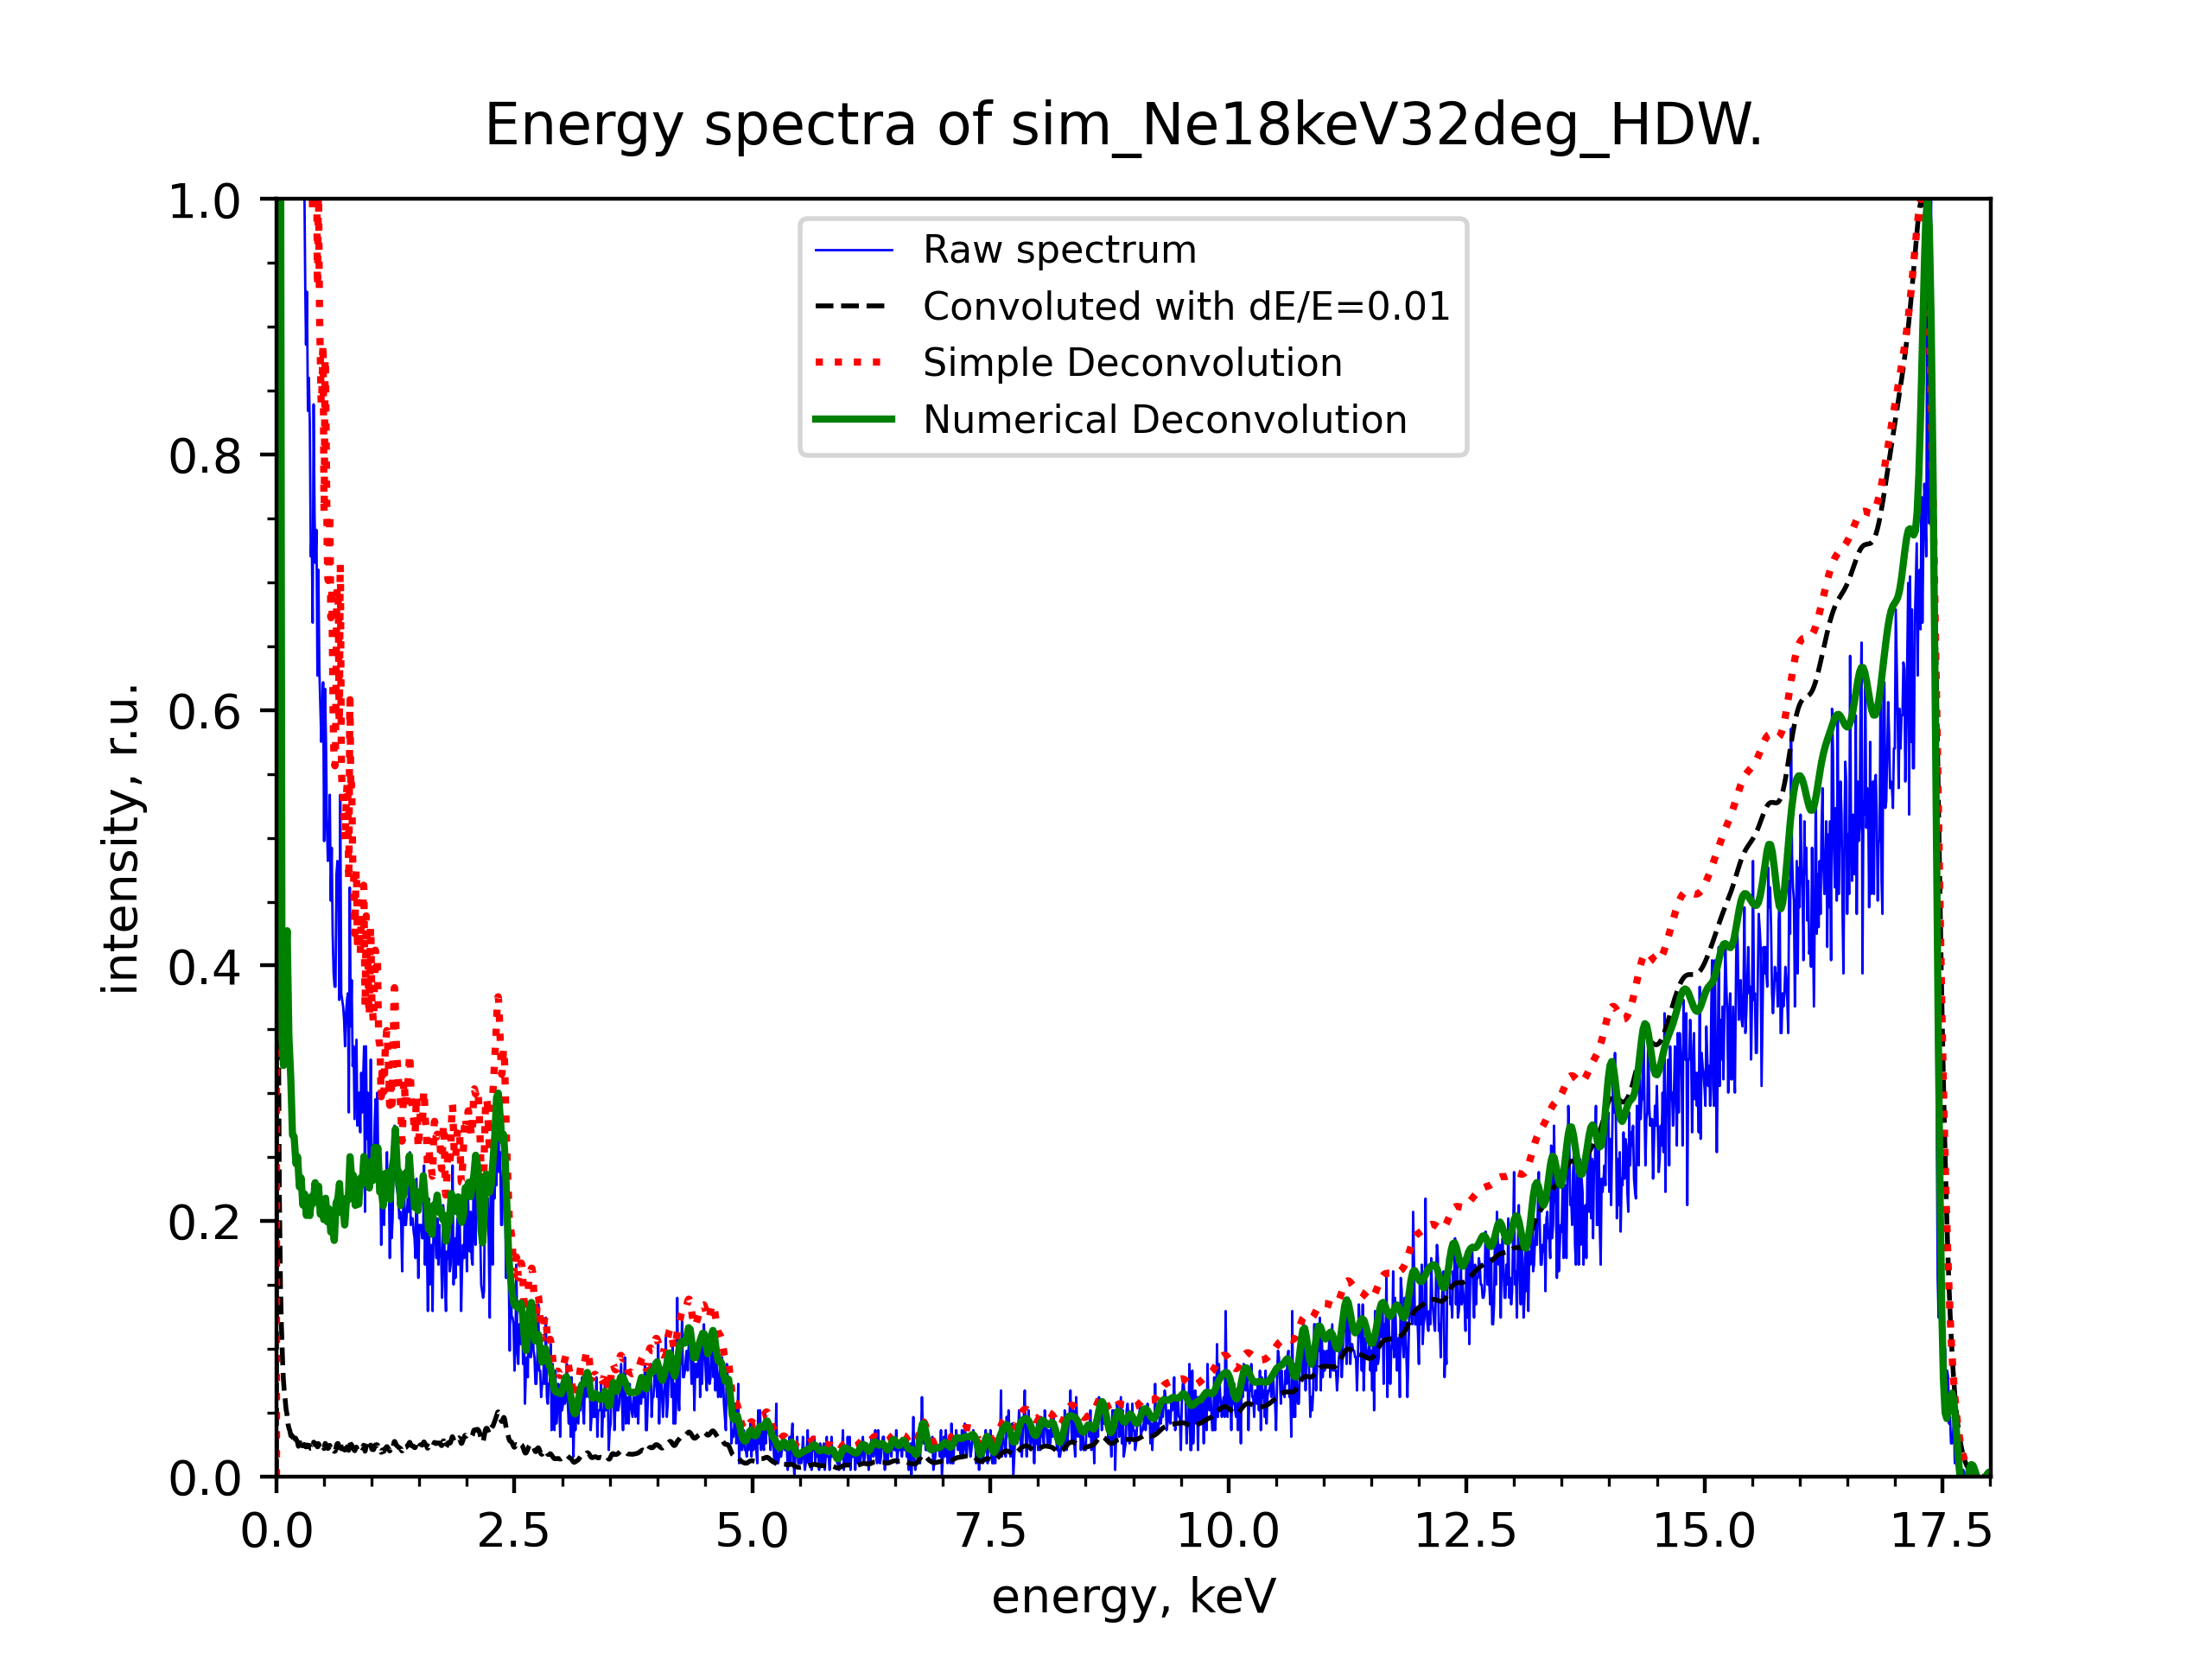 Energy spectra of sim_Ne18keV32deg_HDW.
1.0
0.8
0.6
0.4
0.2
0.0
intensity, r.u.
Raw spectrum
Convoluted with dE/E=0.01
Simple Deconvolution
Numerical Deconvolution
0.0 2.5 5.0 7.5 10.0 12.5 15.0 17.5
energy, keV